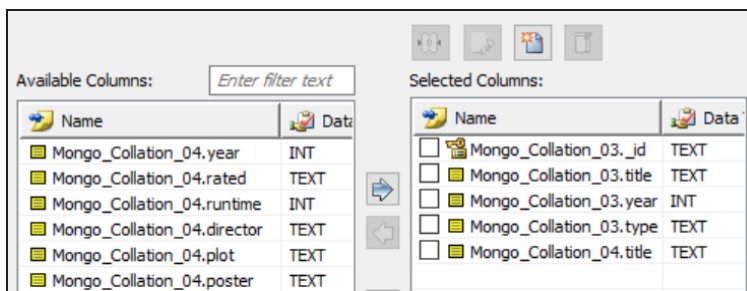 Available Columns: Enter filter text
Name Data
Mongo_Collation_04.year INT
Mongo_Collation_04.rated TEXT
Mongo_Collation_04.runtime INT
Mongo_Collation_04.director TEXT
Mongo_Collation_04.plot TEXT
Mongo_Collation_04.poster TEXT
Selected Columns:
Name Data
Mongo_Collation_03._id TEXT
Mongo_Collation_03.title TEXT
Mongo_Collation_03.year INT
Mongo_Collation_03.type TEXT
Mongo_Collation_04.title TEXT